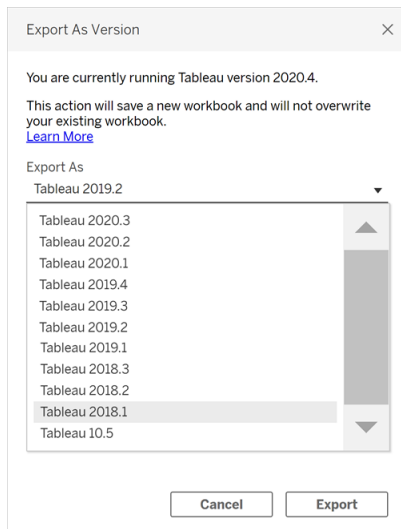 Export As Version
You are currently running Tableau version 2020.4.
This action will save a new workbook and will not overwrite
your existing workbook.
Learn More
Export As
Tableau 2019.2
Tableau 2020.3
Tableau 2020.2
Tableau 2020.1
Tableau 2019.4
Tableau 2019.3
Tableau 2019.2
Tableau 2019.1
Tableau 2018.3
Tableau 2018.2
Tableau 2018.1
Tableau 10.5
Cancel Export